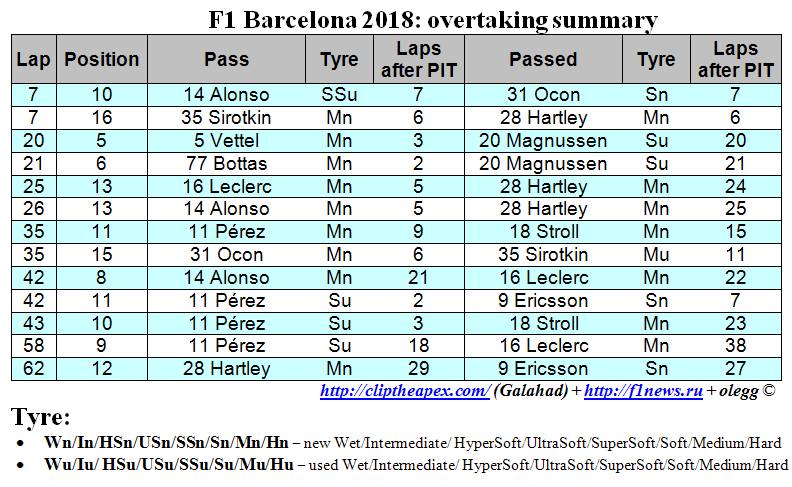 F1 Barcelona 2018: overtaking summary
Lap Position Pass Tyre Laps after PIT Passed Tyre Laps after PIT
7 10 14 Alonso SSu 7 31 Ocon Sn 7
7 16 35 Sirotkin Mn 6 28 Hartley Mn 6
20 5 5 Vettel Mn 3 20 Magnussen Su 20
21 6 77 Bottas Mn 2 20 Magnussen Su 21
25 13 16 Leclerc Mn 5 28 Hartley Mn 24
26 13 14 Alonso Mn 5 28 Hartley Mn 25
35 11 11 Pérez Mn 9 18 Stroll Mn 15
35 15 31 Ocon Mn 6 35 Sirotkin Mu 11
42 8 14 Alonso Mn 21 16 Leclerc Mn 22
42 11 11 Pérez Su 2 9 Ericsson Sn 7
43 10 11 Pérez Su 3 18 Stroll Mn 23
58 9 11 Pérez Su 18 16 Leclerc Mn 38
62 12 28 Hartley Mn 29 9 Ericsson Sn 27
http://cliptheapex.com/ (Galahad) + http://f1news.ru + olegg ©
Tyre:
• Wn/In/HSn/USn/SSn/Sn/Mn/Hn – new Wet/Intermediate/ HyperSoft/UltraSoft/SuperSoft/Soft/Medium/Hard
• Wu/Iu/ HSu/USu/SSu/Su/Mu/Hu – used Wet/Intermediate/ HyperSoft/UltraSoft/SuperSoft/Soft/Medium/Hard